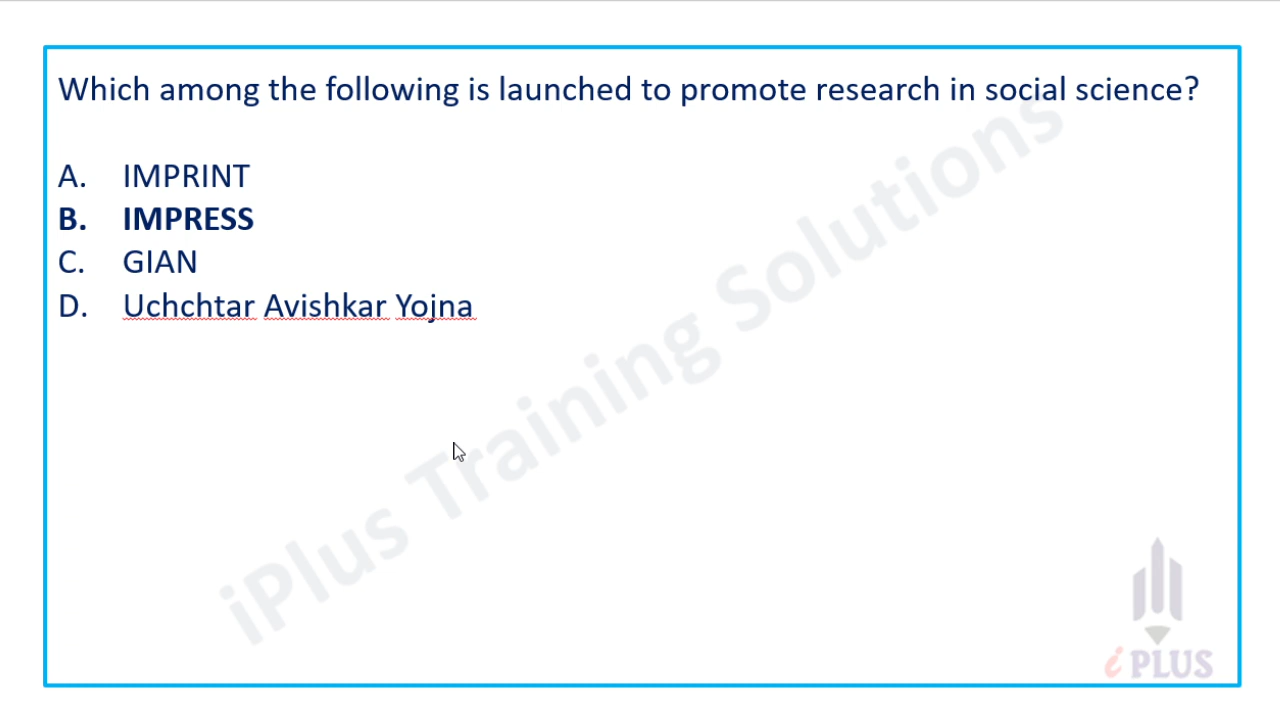 Which among the following is launched to promote research in social science?
A. IMPRINT
B. IMPRESS
C. GIAN
D. Uchchtar Avishkar Yojna
iPlus Training Solutions
i PLUS